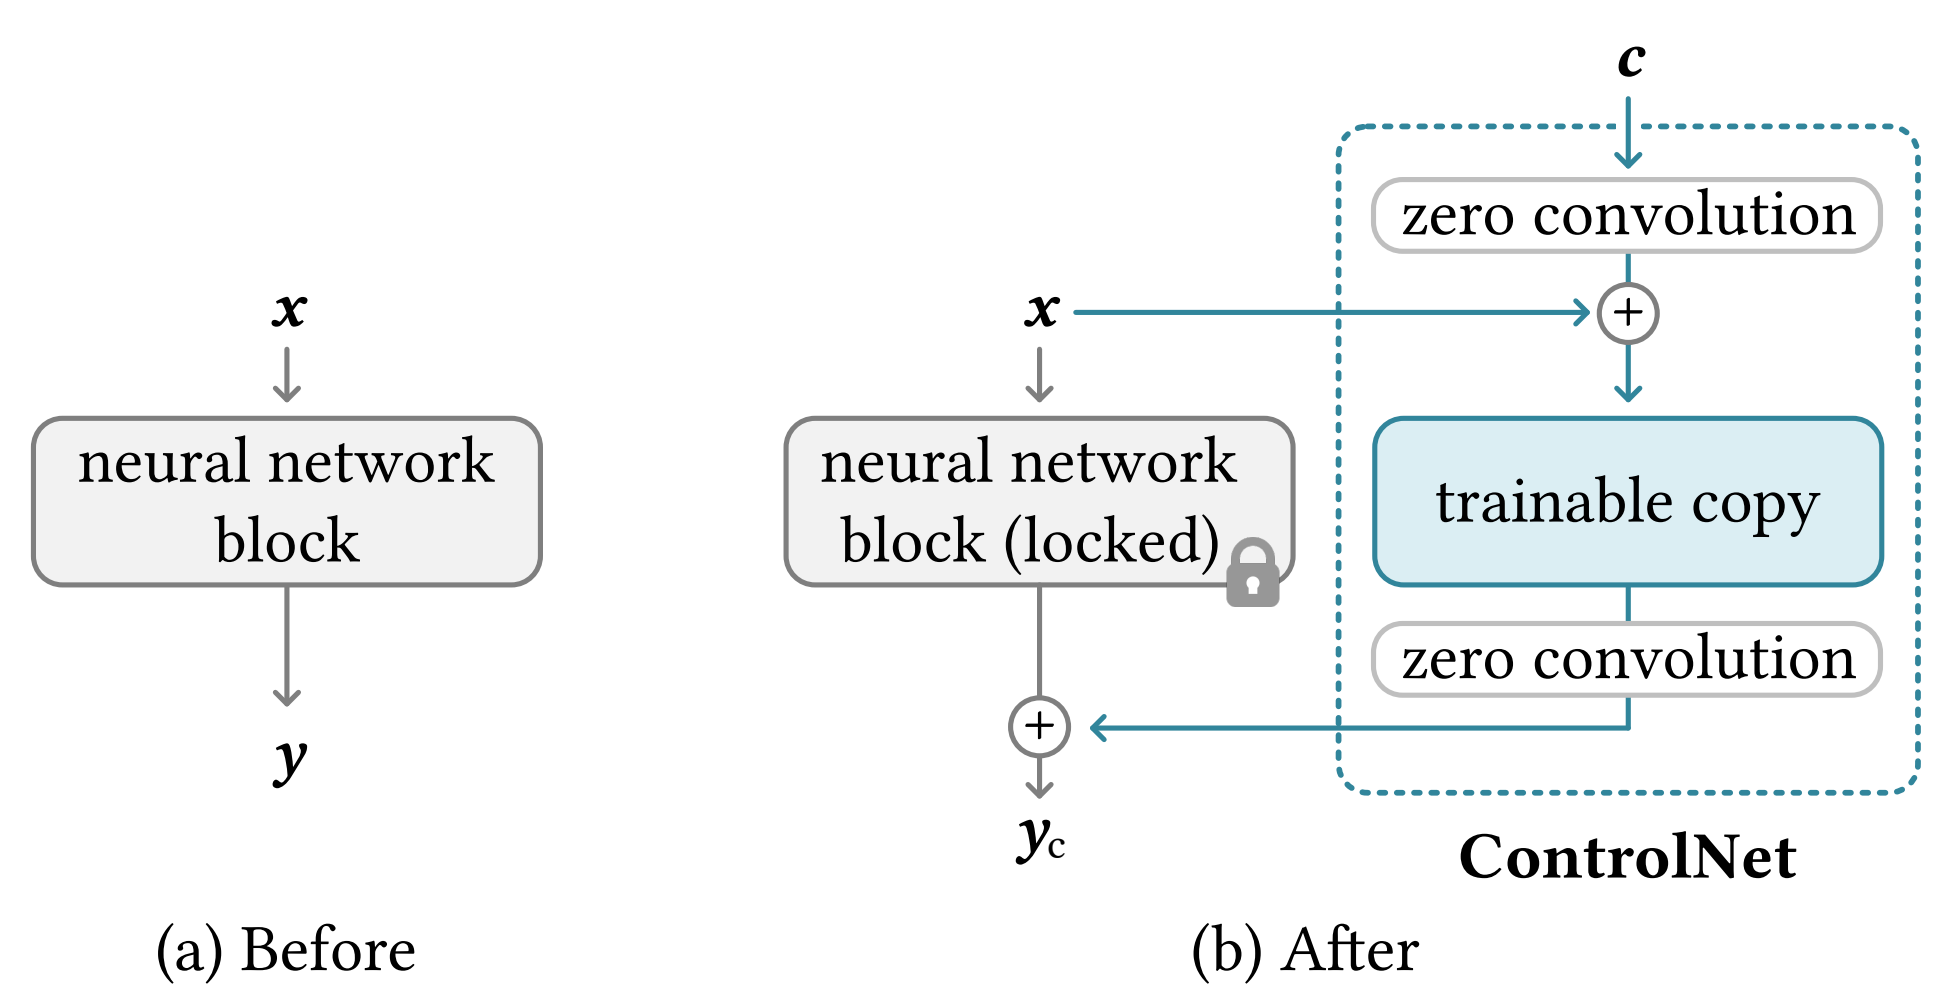 x
neural network
block
y
(a) Before
c
zero convolution
x
+
neural network
block (locked)
trainable copy
zero convolution
+
yc
ControlNet
(b) After